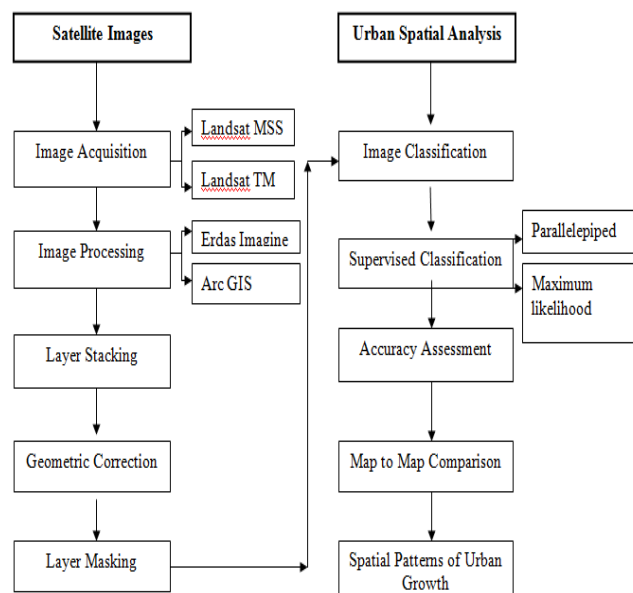 Satellite Images
Image Acquisition
Landsat MSS
Landsat TM
Image Processing
Erdas Imagine
Arc GIS
Layer Stacking
Geometric Correction
Layer Masking
Urban Spatial Analysis
Image Classification
Supervised Classification
Parallelepiped
Maximum
likelihood
Accuracy Assessment
Map to Map Comparison
Spatial Patterns of Urban
Growth